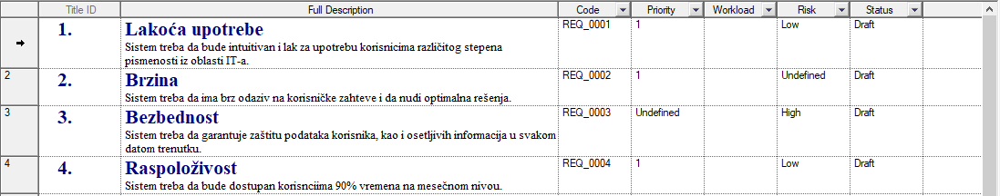 Title ID Full Description Code Priority Workload Risk Status
1. Lakoća upotrebe REQ_0001 1 Low Draft
Sistem treba da bude intuitivan i lak za upotrebu korisnicima različitog stepena
pismenosti iz oblasti IT-a.
2 2. Brzina REQ_0002 1 Undefined Draft
Sistem treba da ima brz odaziv na korisničke zahteve i da nudi optimalna rešenja.
3 3. Bezbednost REQ_0003 Undefined High Draft
Sistem treba da garantuje zaštitu podataka korisnika, kao i osetljivih informacija u svakom
datom trenutku.
4 4. Raspoloživost REQ_0004 1 Low Draft
Sistem treba da bude dostupan korisnciima 90% vremena na mesečnom nivou.